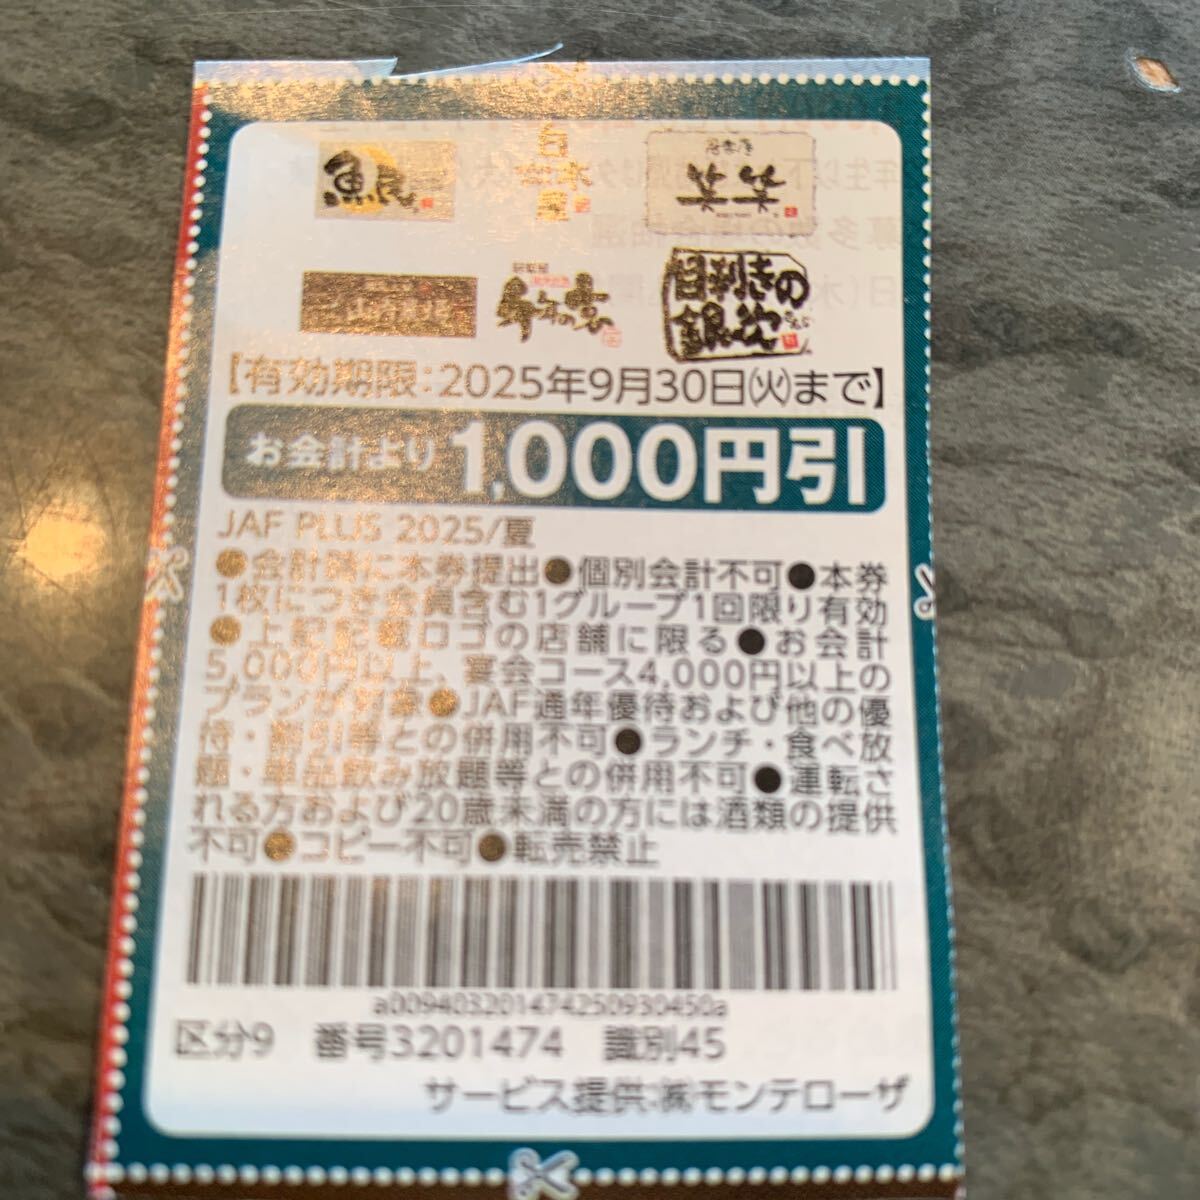 魚民
白木屋
居楽屋
笑笑
山内農場
居酒屋
千年の宴
目利きの
銀次
【有効期限:2025年9月30日㈫まで】
お会計より 1,000円引
JAF PLUS 2025/夏
●会計時に本券提出●個別会計不可●本券
1枚につき会員含む1グループ1回限り有効
●上記記載ロゴの店舗に限る●お会計
5,000円以上、宴会コース4,000円以上の
プランが対象●JAF通年優待および他の優
待・割引等との併用不可●ランチ・食べ放
題・単品飲み放題等との併用不可●運転さ
れる方および20歳未満の方には酒類の提供
不可●コピー不可●転売禁止
a009403201474250930450a
区分9 番号3201474 識別45
サービス提供:㈱モンテローザ